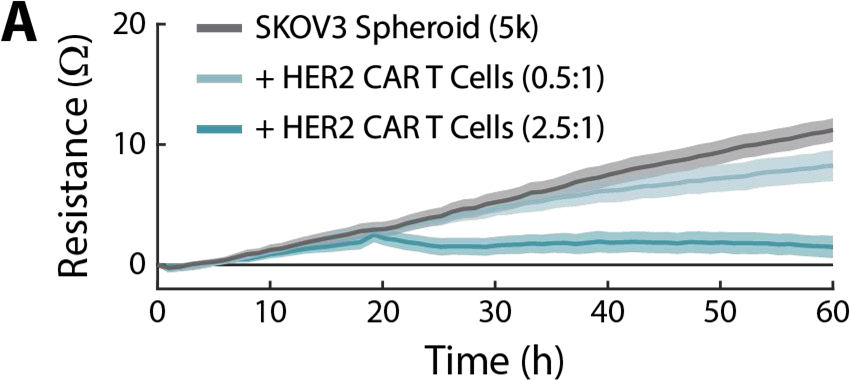 A
20
SKOV3 Spheroid (5k)
+ HER2 CAR T Cells (0.5:1)
+ HER2 CAR T Cells (2.5:1)
10
0
Resistance (Ω)
0 10 20 30 40 50 60
Time (h)